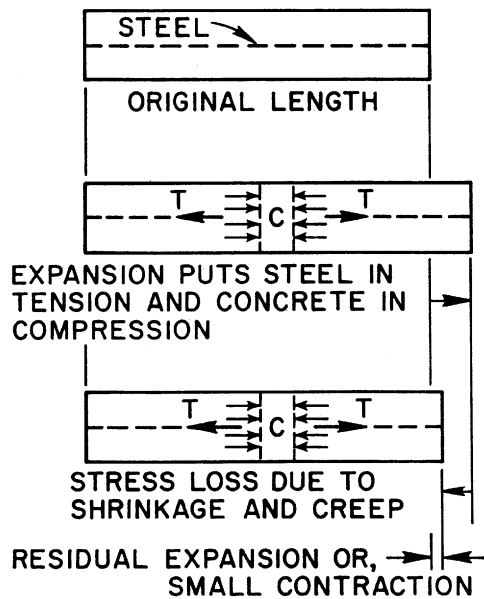 STEEL
ORIGINAL LENGTH
T C T
EXPANSION PUTS STEEL IN
TENSION AND CONCRETE IN
COMPRESSION
T C T
STRESS LOSS DUE TO
SHRINKAGE AND CREEP
RESIDUAL EXPANSION OR,
SMALL CONTRACTION